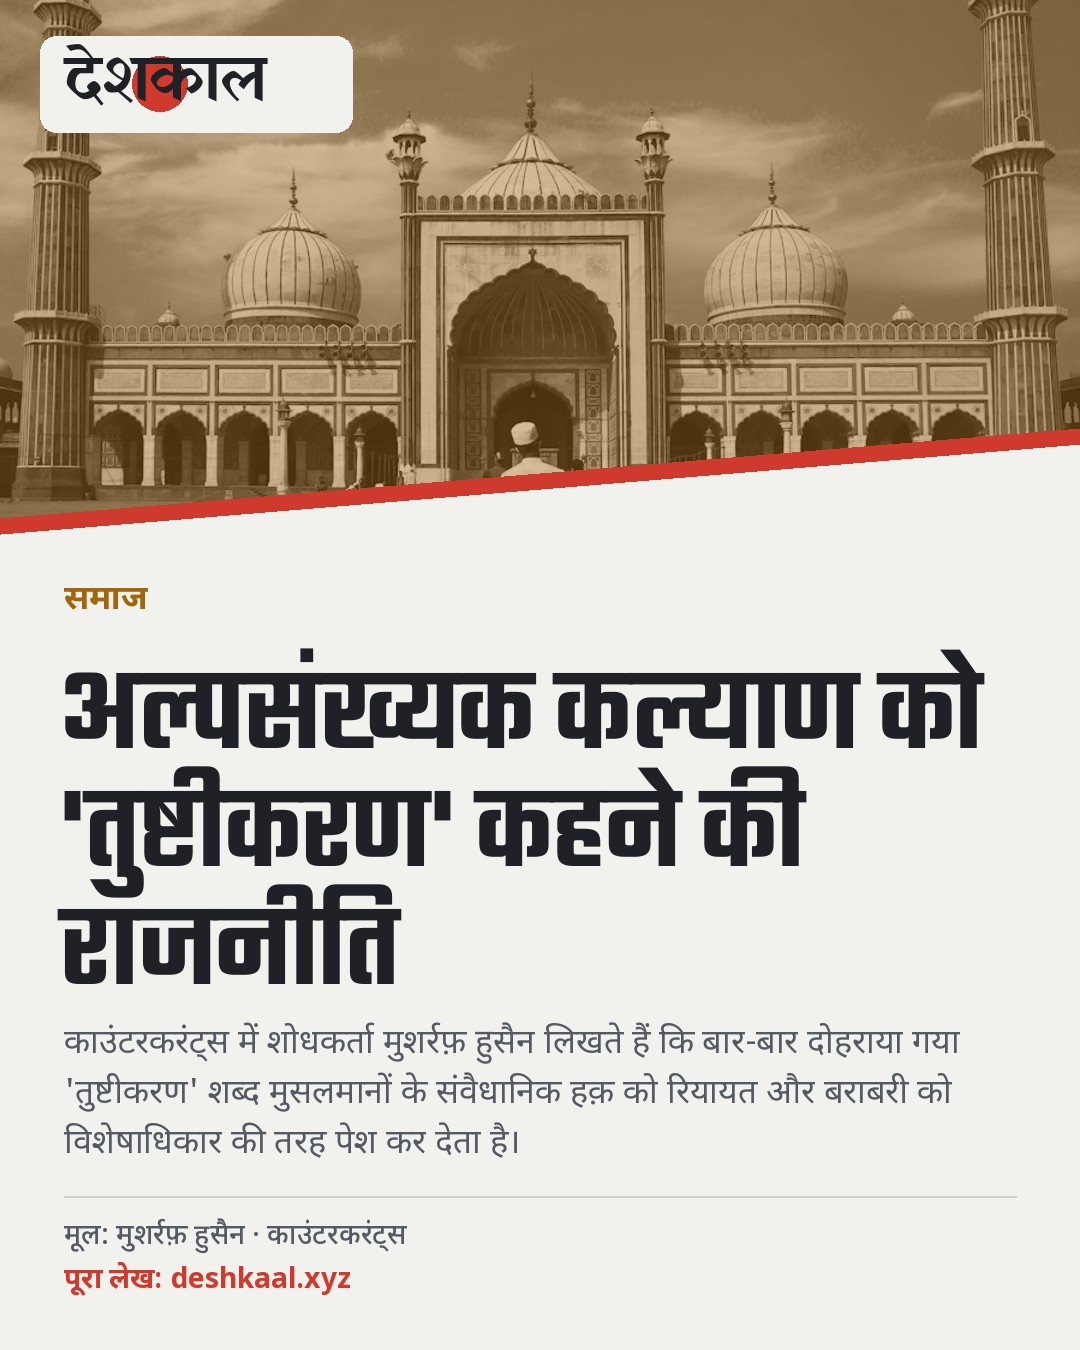 देशकाल
समाज
अल्पसंख्यक कल्याण को
'तुष्टीकरण' कहने की
राजनीति
काउंटरकरंट्स में शोधकर्ता मुशर्रफ़ हुसैन लिखते हैं कि बार-बार दोहराया गया
'तुष्टीकरण' शब्द मुसलमानों के संवैधानिक हक़ को रियायत और बराबरी को
विशेषाधिकार की तरह पेश कर देता है।
मूल: मुशर्रफ़ हुसैन · काउंटरकरंट्स
पूरा लेख: deshkaal.xyz